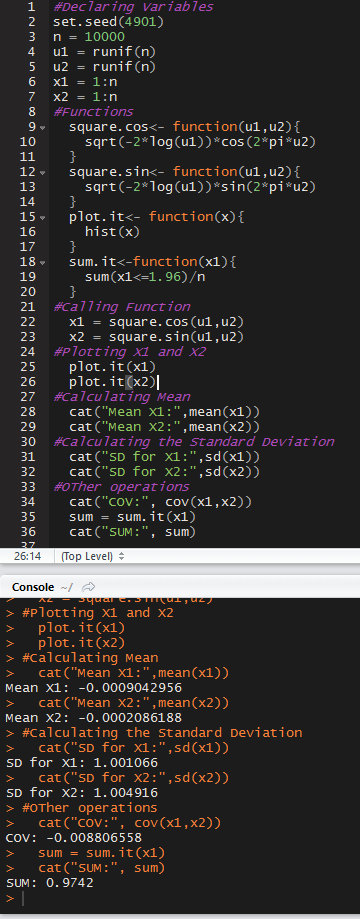 1 #Declaring Variables
2 set.seed(4901)
3 n = 10000
4 u1 = runif(n)
5 u2 = runif(n)
6 x1 = 1:n
7 x2 = 1:n
8 #Functions
9 square.cos<- function(u1,u2){
10 sqrt(-2*log(u1))*cos(2*pi*u2)
11 }
12 square.sin<- function(u1,u2){
13 sqrt(-2*log(u1))*sin(2*pi*u2)
14 }
15 plot.it<- function(x){
16 hist(x)
17 }
18 sum.it<-function(x1){
19 sum(x1<=1.96)/n
20 }
21 #Calling Function
22 x1 = square.cos(u1,u2)
23 x2 = square.sin(u1,u2)
24 #Plotting X1 and X2
25 plot.it(x1)
26 plot.it(x2)
27 #Calculating Mean
28 cat("Mean X1:",mean(x1))
29 cat("Mean X2:",mean(x2))
30 #Calculating the Standard Deviation
31 cat("SD for X1:",sd(x1))
32 cat("SD for X2:",sd(x2))
33 #OTher operations
34 cat("COV:", cov(x1,x2))
35 sum = sum.it(x1)
36 cat("SUM:", sum)
37
26:14 (Top Level)
Console ~/
> x2 = square.sin(u1,u2)
> #Plotting X1 and X2
> plot.it(x1)
> plot.it(x2)
> #Calculating Mean
> cat("Mean X1:",mean(x1))
Mean X1: -0.0009042956
> cat("Mean X2:",mean(x2))
Mean X2: -0.0002086188
> #Calculating the Standard Deviation
> cat("SD for X1:",sd(x1))
SD for X1: 1.001066
> cat("SD for X2:",sd(x2))
SD for X2: 1.004916
> #OTher operations
> cat("COV:", cov(x1,x2))
COV: -0.008806558
> sum = sum.it(x1)
> cat("SUM:", sum)
SUM: 0.9742
>